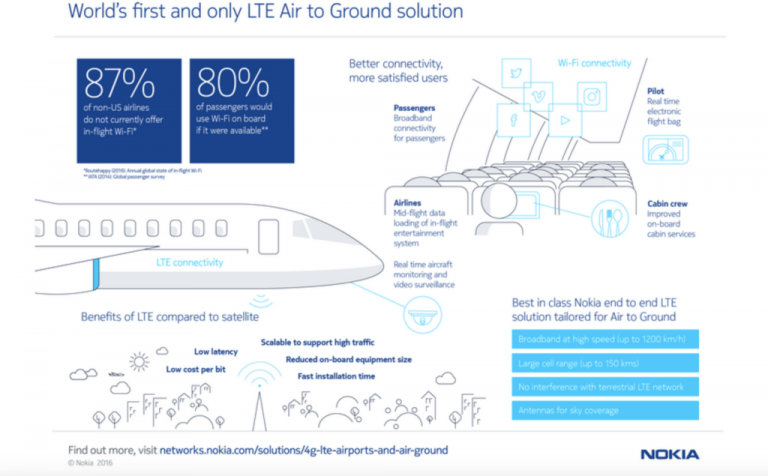 World's first and only LTE Air to Ground solution
87%
of non-US airlines
do not currently offer
in-flight Wi-Fi*
80%
of passengers would
use Wi-Fi on board
if it were available**
*Routehappy (2016): Annual global state of in-flight Wi-Fi
** IATA (2014): Global passenger survey
Better connectivity,
more satisfied users
Wi-Fi connectivity
Passengers
Broadband
connectivity
for passengers
Pilot
Real time
electronic
flight bag
Airlines
Mid-flight data
loading of in-flight
entertainment
system
Real time aircraft
monitoring and
video surveillance
Cabin crew
Improved
on-board
cabin services
LTE connectivity
Benefits of LTE compared to satellite
Scalable to support high traffic
Low latency
Reduced on-board equipment size
Low cost per bit
Fast installation time
Best in class Nokia end to end LTE
solution tailored for Air to Ground
Broadband at high speed (up to 1200 km/h)
Large cell range (up to 150 kms)
No interference with terrestrial LTE network
Antennas for sky coverage
Find out more, visit networks.nokia.com/solutions/4g-lte-airports-and-air-ground
© Nokia 2016
NOKIA